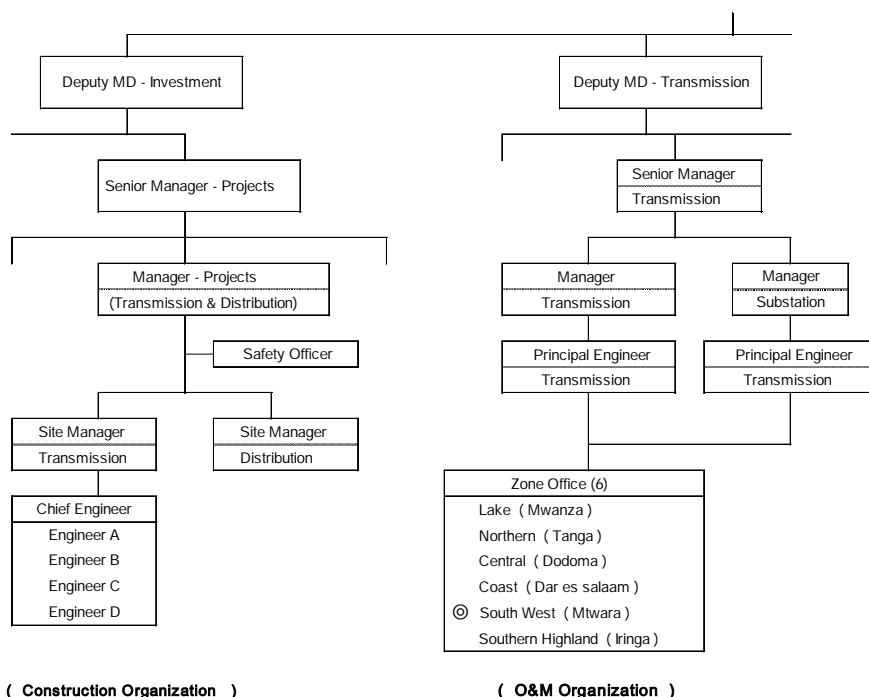 Deputy MD - Investment
Senior Manager - Projects
Manager - Projects
(Transmission & Distribution)
Safety Officer
Site Manager
Transmission
Site Manager
Distribution
Chief Engineer
Engineer A
Engineer B
Engineer C
Engineer D
( Construction Organization )
Deputy MD - Transmission
Senior Manager
Transmission
Manager
Transmission
Manager
Substation
Principal Engineer
Transmission
Principal Engineer
Transmission
Zone Office (6)
Lake ( Mwanza )
Northern ( Tanga )
Central ( Dodoma )
Coast ( Dar es salaam )
◎ South West ( Mtwara )
Southern Highland ( Iringa )
( O&M Organization )